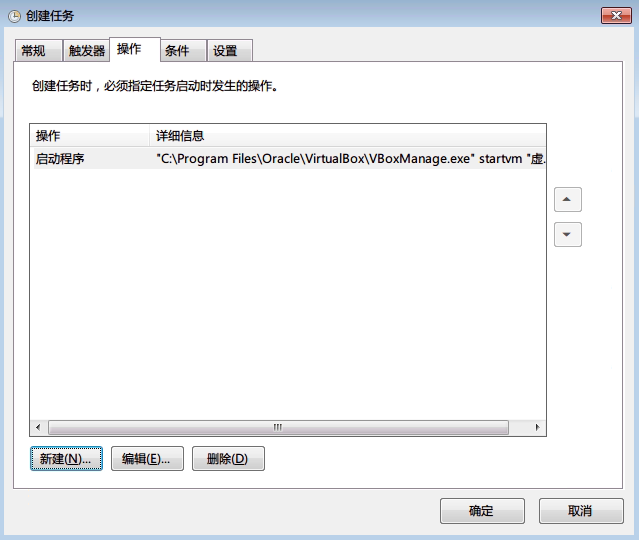 创建任务
常规 触发器 操作 条件 设置
创建任务时，必须指定任务启动时发生的操作。
操作 详细信息
启动程序 "C:\Program Files\Oracle\VirtualBox\VBoxManage.exe" startvm "虚.
新建(N)... 编辑(E)... 删除(D)
确定 取消